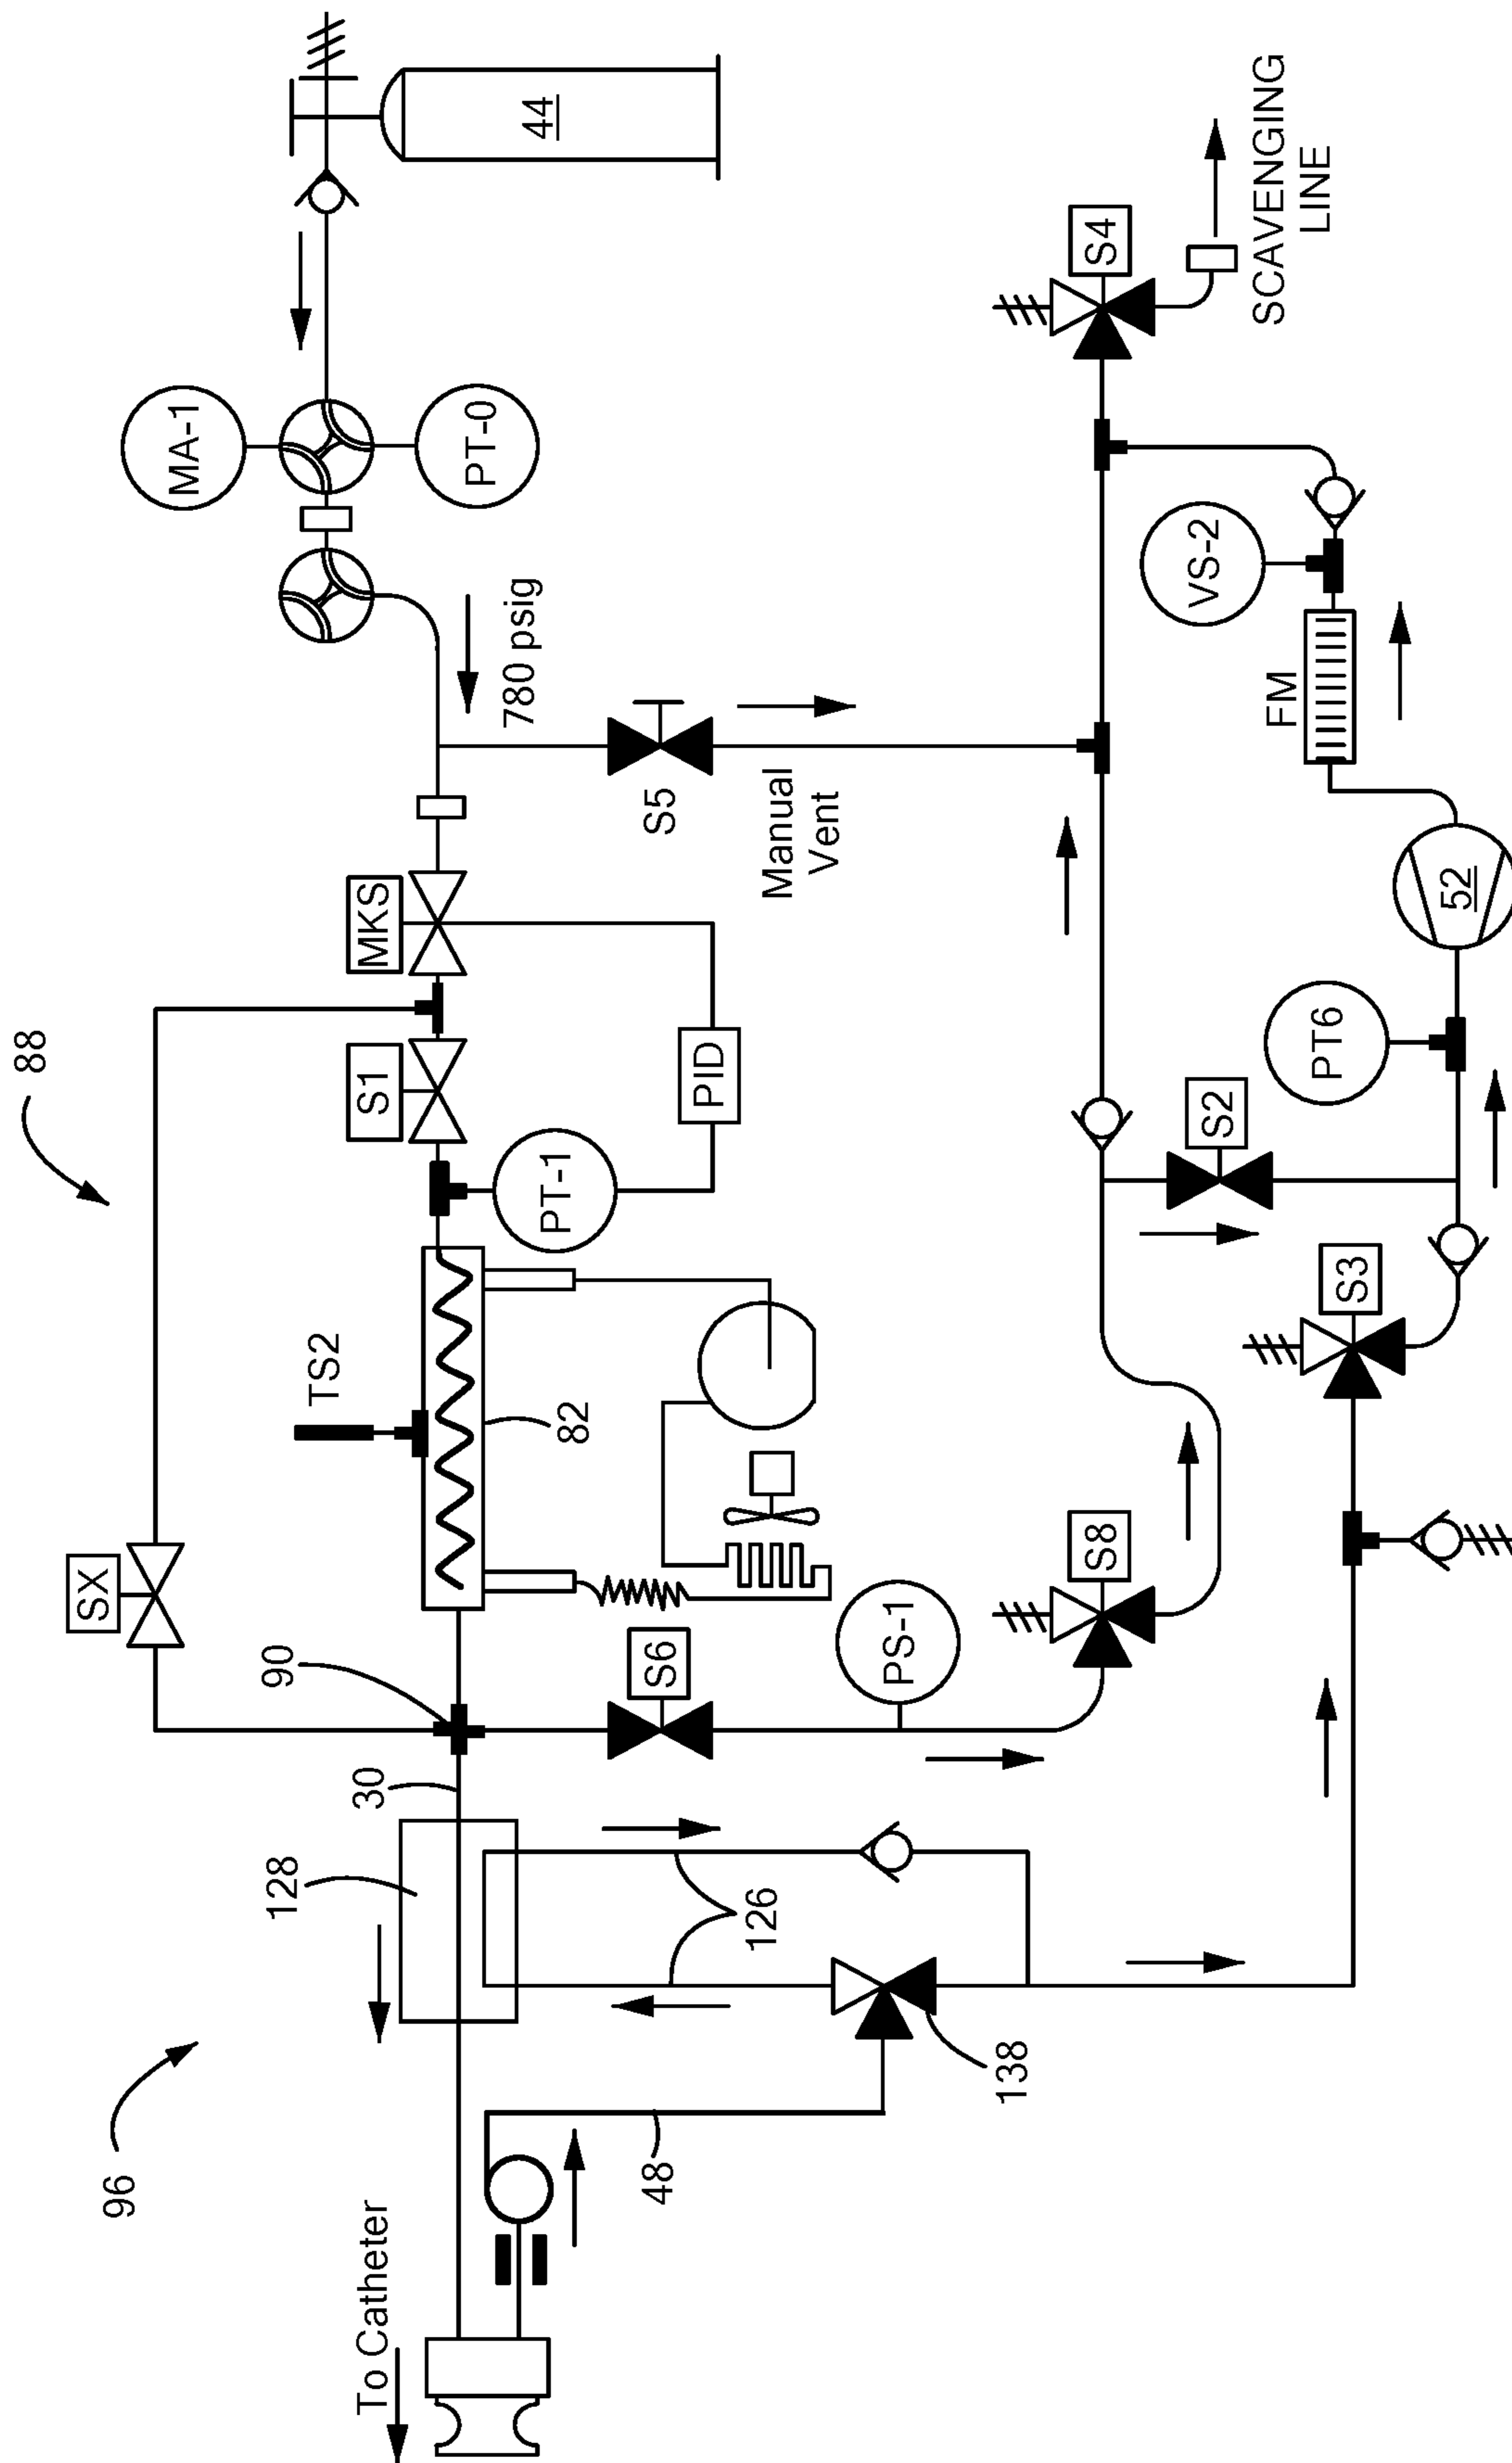 44
MA-1
PT-0
780 psig
S5
Manual
Vent
MKS
88
S1
PID
PT-1
TS2
82
SX
90
S6
PS-1
S8
30
128
126
138
96
48
To Catheter
S4
SCAVENGING
LINE
VS-2
FM
52
PT6
S2
S3